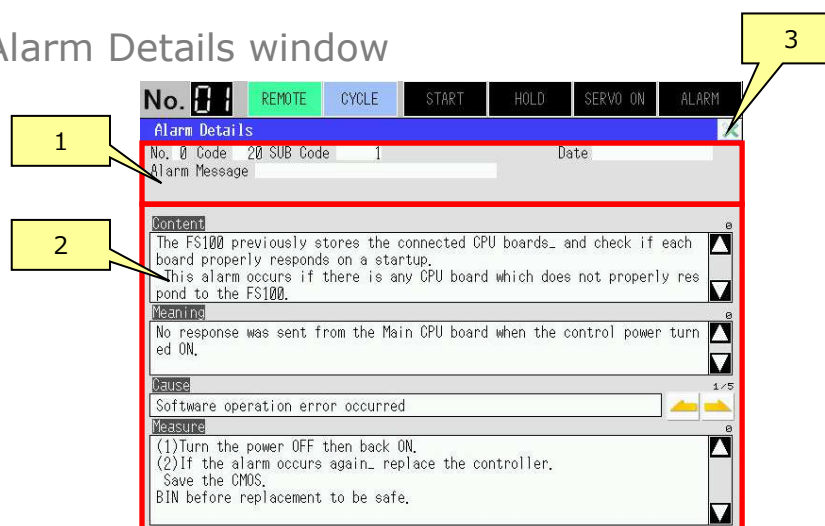 Alarm Details window
3
No. 01 REMOTE CYCLE START HOLD SERVO ON ALARM
Alarm Details
1
No. 0 Code 20 SUB Code 1 Date
Alarm Message
Content 0
2
The FS100 previously stores the connected CPU boards_ and check if each
board properly responds on a startup.
This alarm occurs if there is any CPU board which does not properly res
pond to the FS100.
Meaning 0
No response was sent from the Main CPU board when the control power turn
ed ON.
Cause 1/5
Software operation error occurred
Measure 0
(1)Turn the power OFF then back ON.
(2)If the alarm occurs again_ replace the controller.
Save the CMOS.
BIN before replacement to be safe.